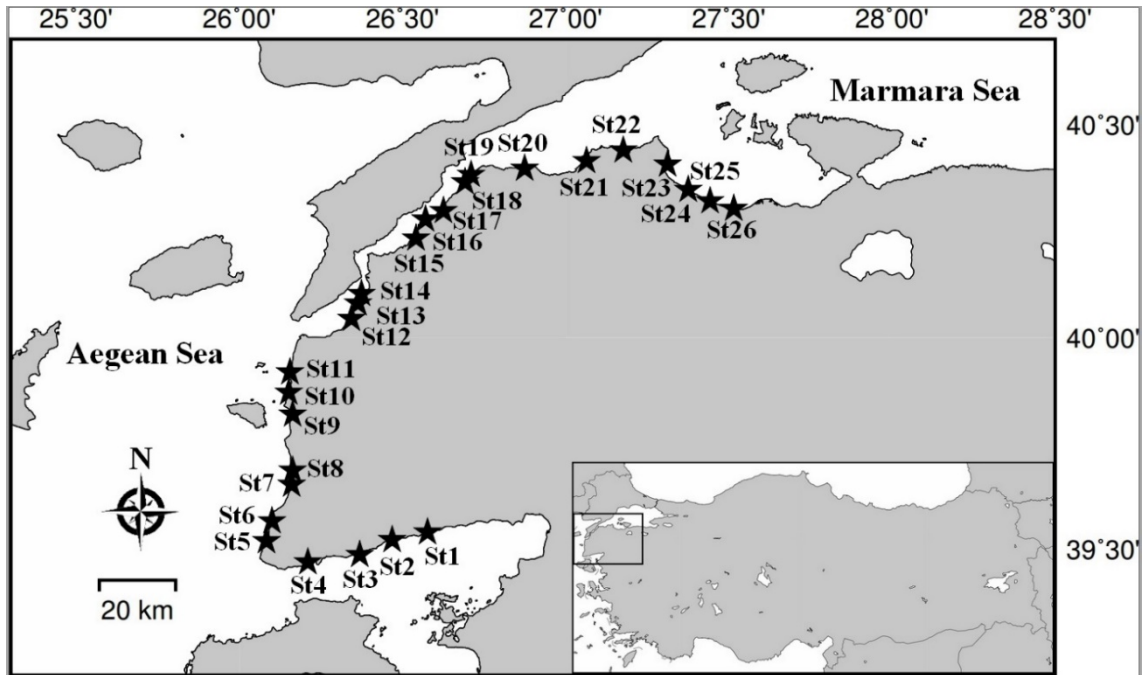 25˚30' 26˚00' 26˚30' 27˚00' 27˚30' 28˚00' 28˚30'
Marmara Sea
40˚30'
St22
St19 St20
St21
St25
St23
St18
St24
St17
St26
St16
St15
St14
St13
St12
40˚00'
Aegean Sea
St11
St10
St9
N
St8
St7
St6
St5
St1
St2
St3
St4
39˚30'
20 km